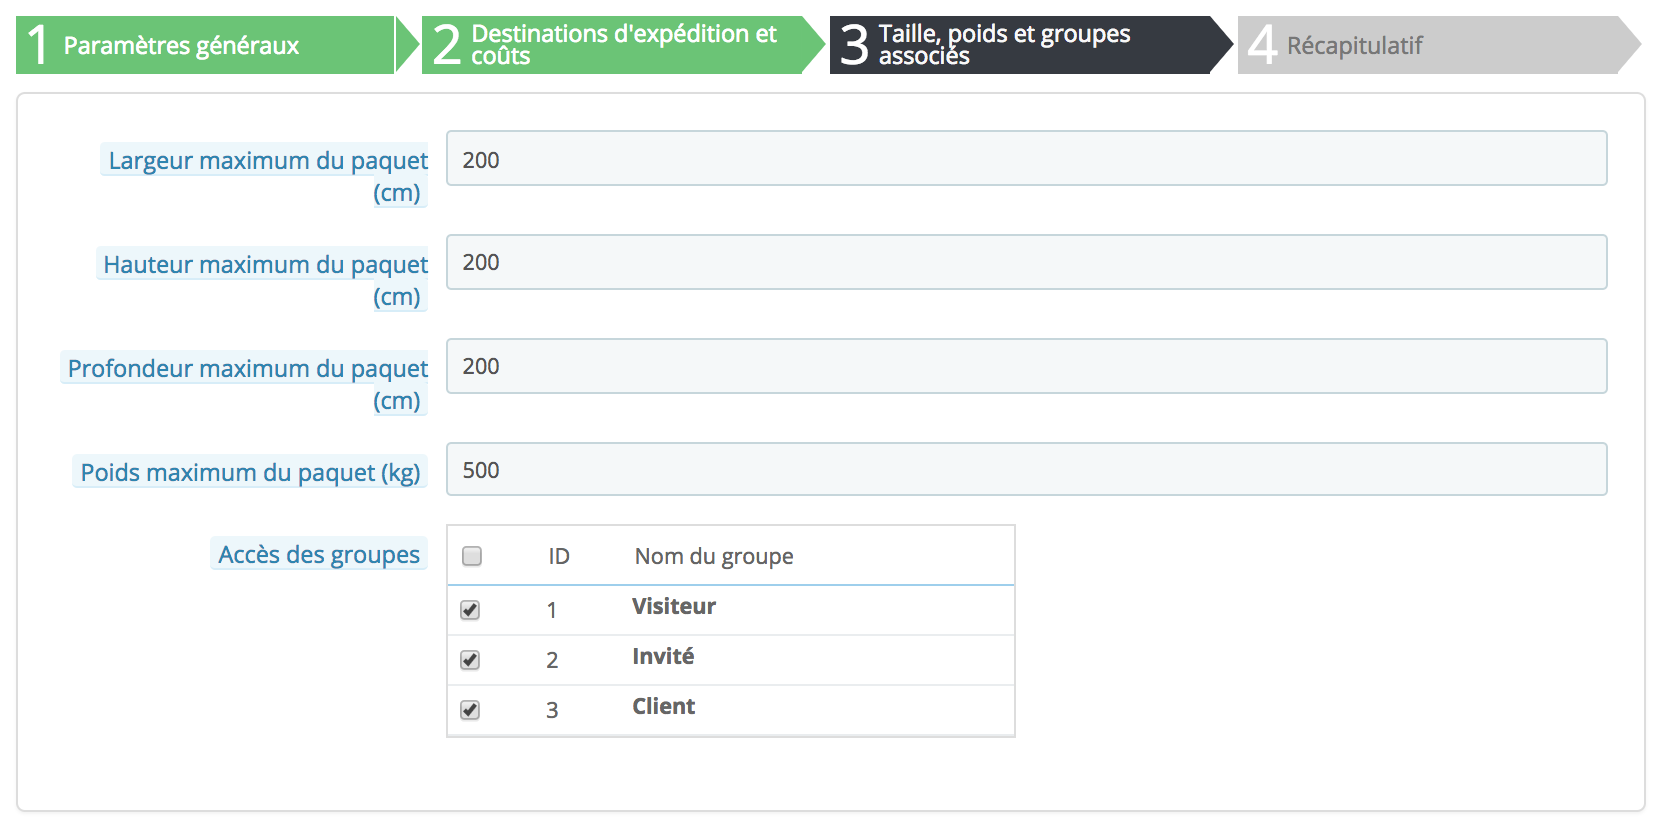 1 Paramètres généraux
2 Destinations d'expédition et
coûts
3 Taille, poids et groupes
associés
4 Récapitulatif
Largeur maximum du paquet
(cm)
200
Hauteur maximum du paquet
(cm)
200
Profondeur maximum du paquet
(cm)
200
Poids maximum du paquet (kg)
500
Accès des groupes
ID Nom du groupe
1 Visiteur
2 Invité
3 Client